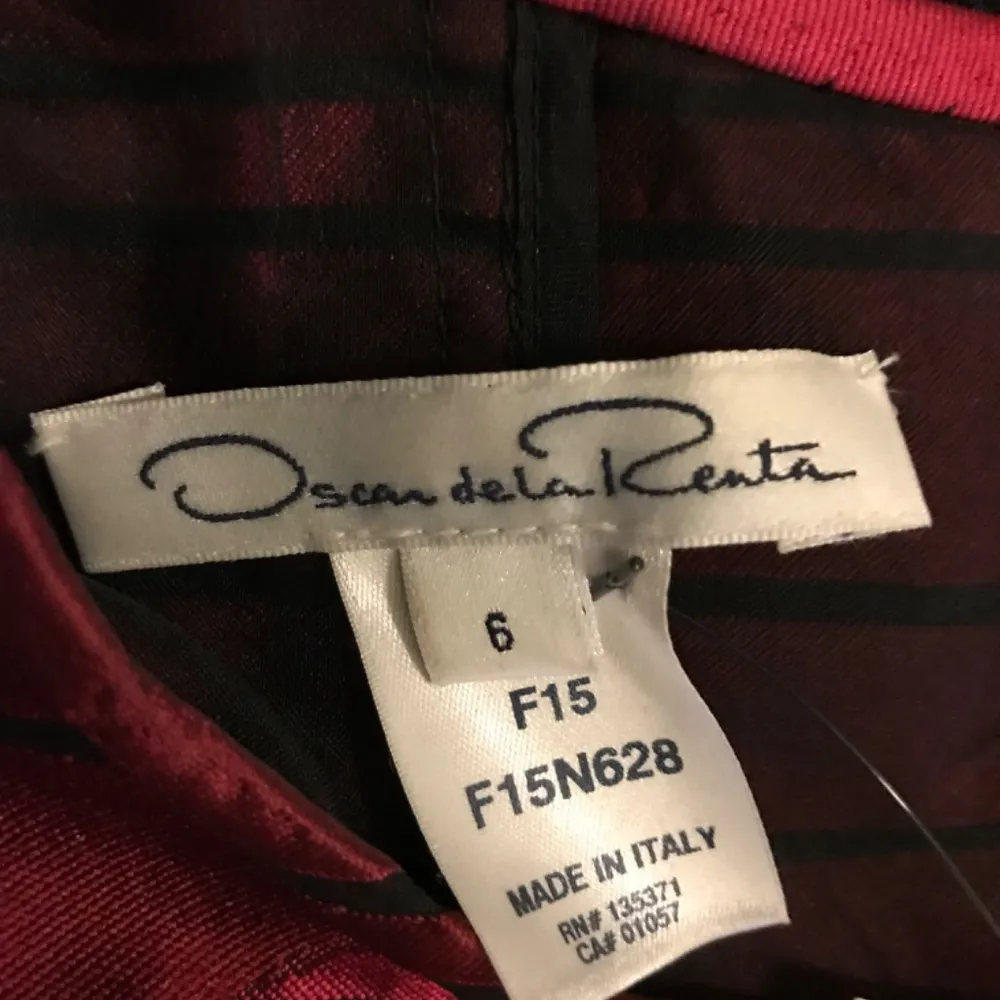 Oscar de la Renta
6
F15
F15N628
MADE IN ITALY
RN# 135371
CA# 01057